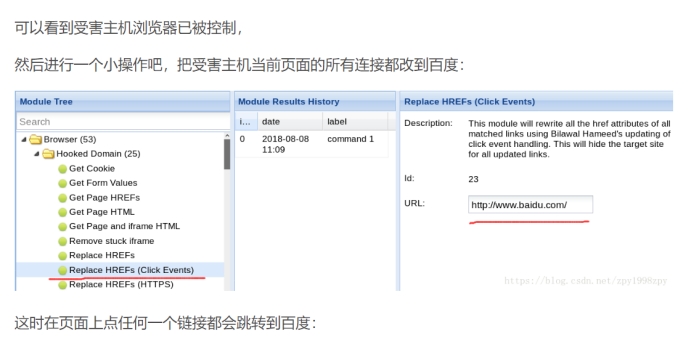 可以看到受害主机浏览器已被控制，
然后进行一个小操作吧，把受害主机当前页面的所有连接都改到百度：
Module Tree
Search
Browser (53)
Hooked Domain (25)
Get Cookie
Get Form Values
Get Page HREFs
Get Page HTML
Get Page and iframe HTML
Remove stuck iframe
Replace HREFs
Replace HREFs (Click Events)
Replace HREFs (HTTPS)
Module Results History
i... date label
0 2018-08-08 11:09 command 1
Replace HREFs (Click Events)
Description: This module will rewrite all the href attributes of all
matched links using Bilawal Hameed's updating of
click event handling. This will hide the target site
for all updated links.
Id: 23
URL: http://www.baidu.com/
https://blog.csdn.net/zpy1998zpy
这时在页面上点任何一个链接都会跳转到百度：